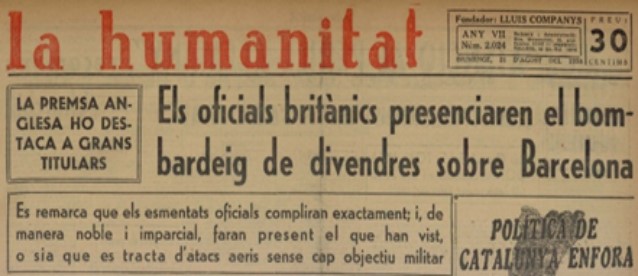 la humanitat
Fundador: LLUIS COMPANYS
ANY VII
Núm. 2.024
PREU:
30
CENTIMS
LA PREMSA AN-
GLESA HO DES-
TACA A GRANS
TITULARS
Els oficials britànics presenciaren el bom-
bardeig de divendres sobre Barcelona
Es remarca que els esmentats oficials compliran exactament; i, de
manera noble i imparcial, faran present el que han vist,
o sia que es tracta d'atacs aeris sense cap objectiu militar
POLITICA DE
CATALUNYA ENFORA